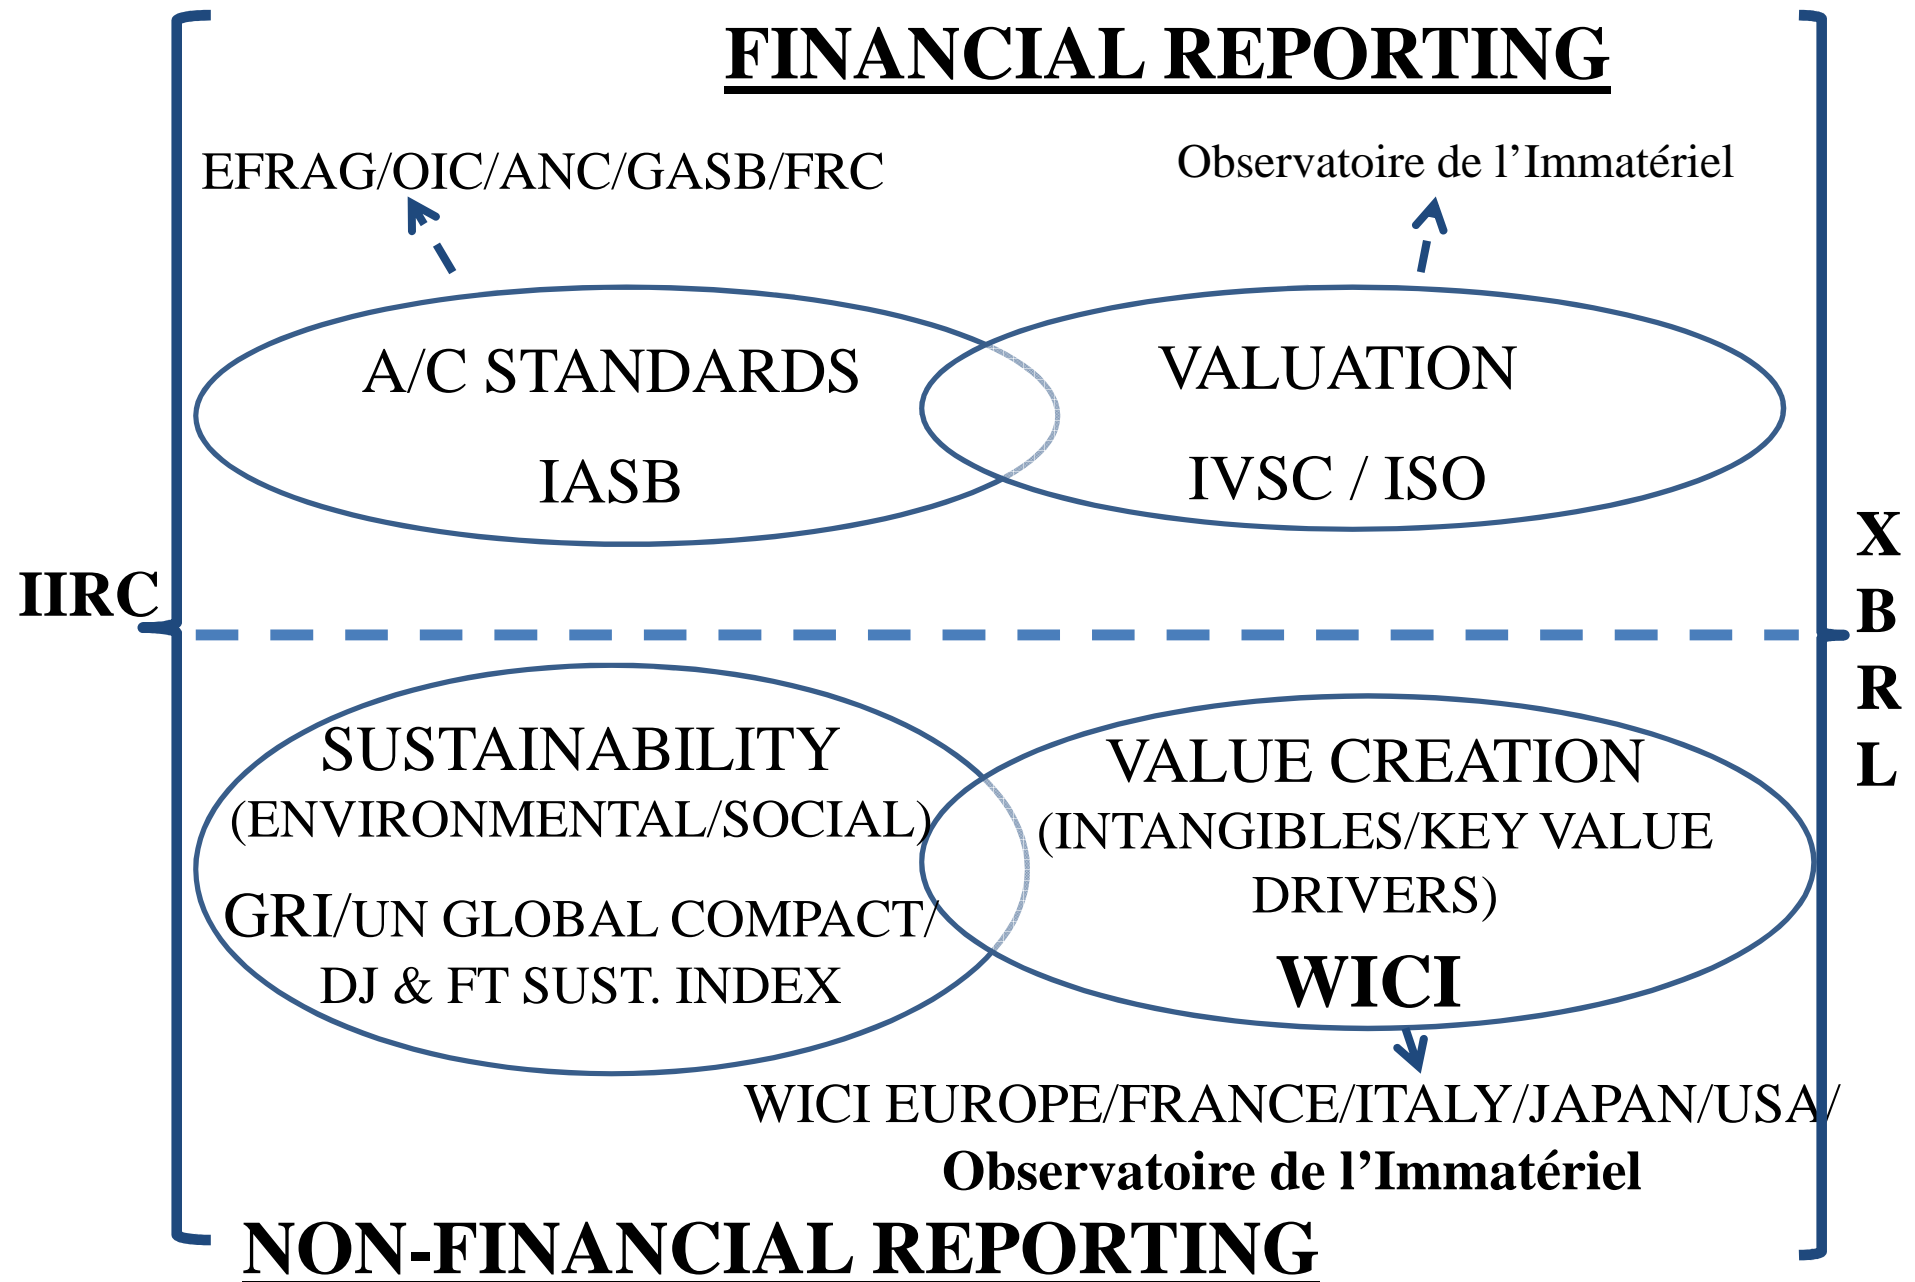 FINANCIAL REPORTING
EFRAG/OIC/ANC/GASB/FRC
Observatoire de l’Immatériel
A/C STANDARDS
IASB
VALUATION
IVSC / ISO
IIRC
X
B
R
L
SUSTAINABILITY
(ENVIRONMENTAL/SOCIAL)
GRI/UN GLOBAL COMPACT/
DJ & FT SUST. INDEX
VALUE CREATION
(INTANGIBLES/KEY VALUE
DRIVERS)
WICI
WICI EUROPE/FRANCE/ITALY/JAPAN/USA/
Observatoire de l’Immatériel
NON-FINANCIAL REPORTING